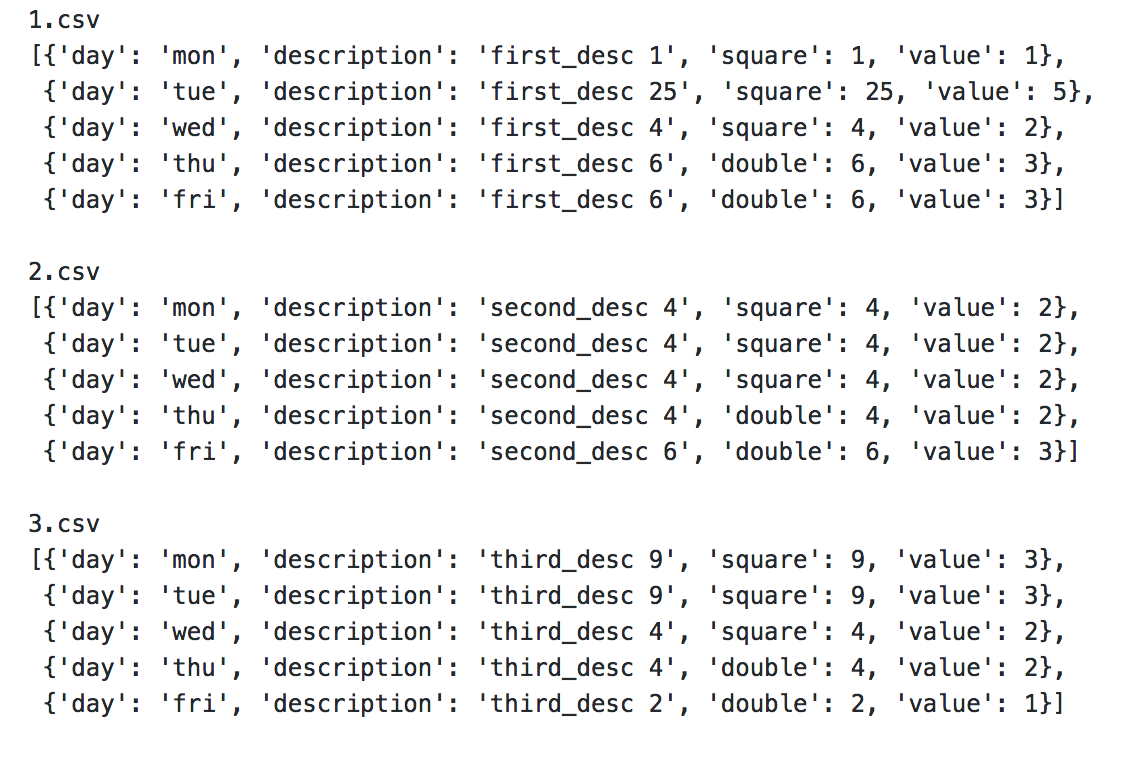 1.csv
[{'day': 'mon', 'description': 'first_desc 1', 'square': 1, 'value': 1},
{'day': 'tue', 'description': 'first_desc 25', 'square': 25, 'value': 5},
{'day': 'wed', 'description': 'first_desc 4', 'square': 4, 'value': 2},
{'day': 'thu', 'description': 'first_desc 6', 'double': 6, 'value': 3},
{'day': 'fri', 'description': 'first_desc 6', 'double': 6, 'value': 3}]
2.csv
[{'day': 'mon', 'description': 'second_desc 4', 'square': 4, 'value': 2},
{'day': 'tue', 'description': 'second_desc 4', 'square': 4, 'value': 2},
{'day': 'wed', 'description': 'second_desc 4', 'square': 4, 'value': 2},
{'day': 'thu', 'description': 'second_desc 4', 'double': 4, 'value': 2},
{'day': 'fri', 'description': 'second_desc 6', 'double': 6, 'value': 3}]
3.csv
[{'day': 'mon', 'description': 'third_desc 9', 'square': 9, 'value': 3},
{'day': 'tue', 'description': 'third_desc 9', 'square': 9, 'value': 3},
{'day': 'wed', 'description': 'third_desc 4', 'square': 4, 'value': 2},
{'day': 'thu', 'description': 'third_desc 4', 'double': 4, 'value': 2},
{'day': 'fri', 'description': 'third_desc 2', 'double': 2, 'value': 1}]